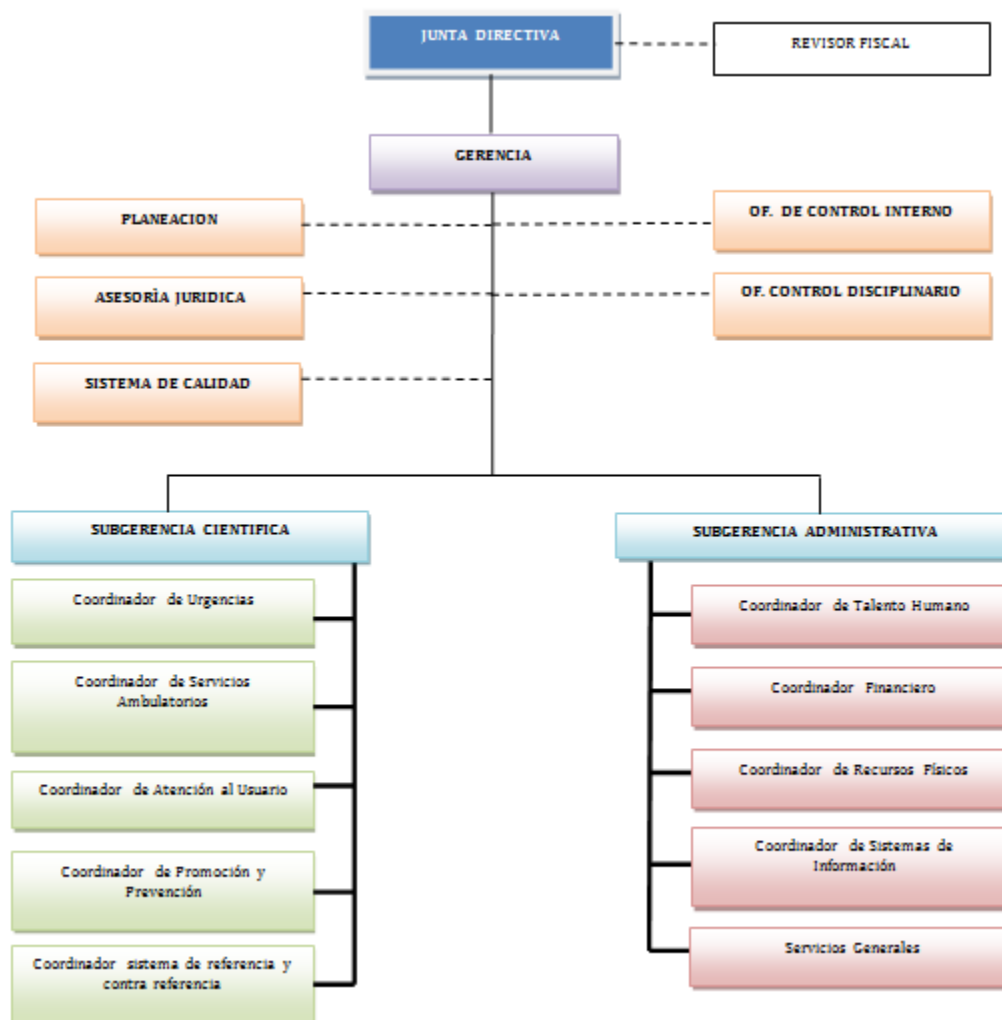 JUNTA DIRECTIVA
REVISOR FISCAL
GERENCIA
PLANEACION
OF. DE CONTROL INTERNO
ASESORÌA JURIDICA
OF. CONTROL DISCIPLINARIO
SISTEMA DE CALIDAD
SUBGERENCIA CIENTIFICA
Coordinador de Urgencias
Coordinador de Servicios
Ambulatorios
Coordinador de Atención al Usuario
Coordinador de Promoción y
Prevención
Coordinador sistema de referencia y
contra referencia
SUBGERENCIA ADMINISTRATIVA
Coordinador de Talento Humano
Coordinador Financiero
Coordinador de Recursos Físicos
Coordinador de Sistemas de
Información
Servicios Generales